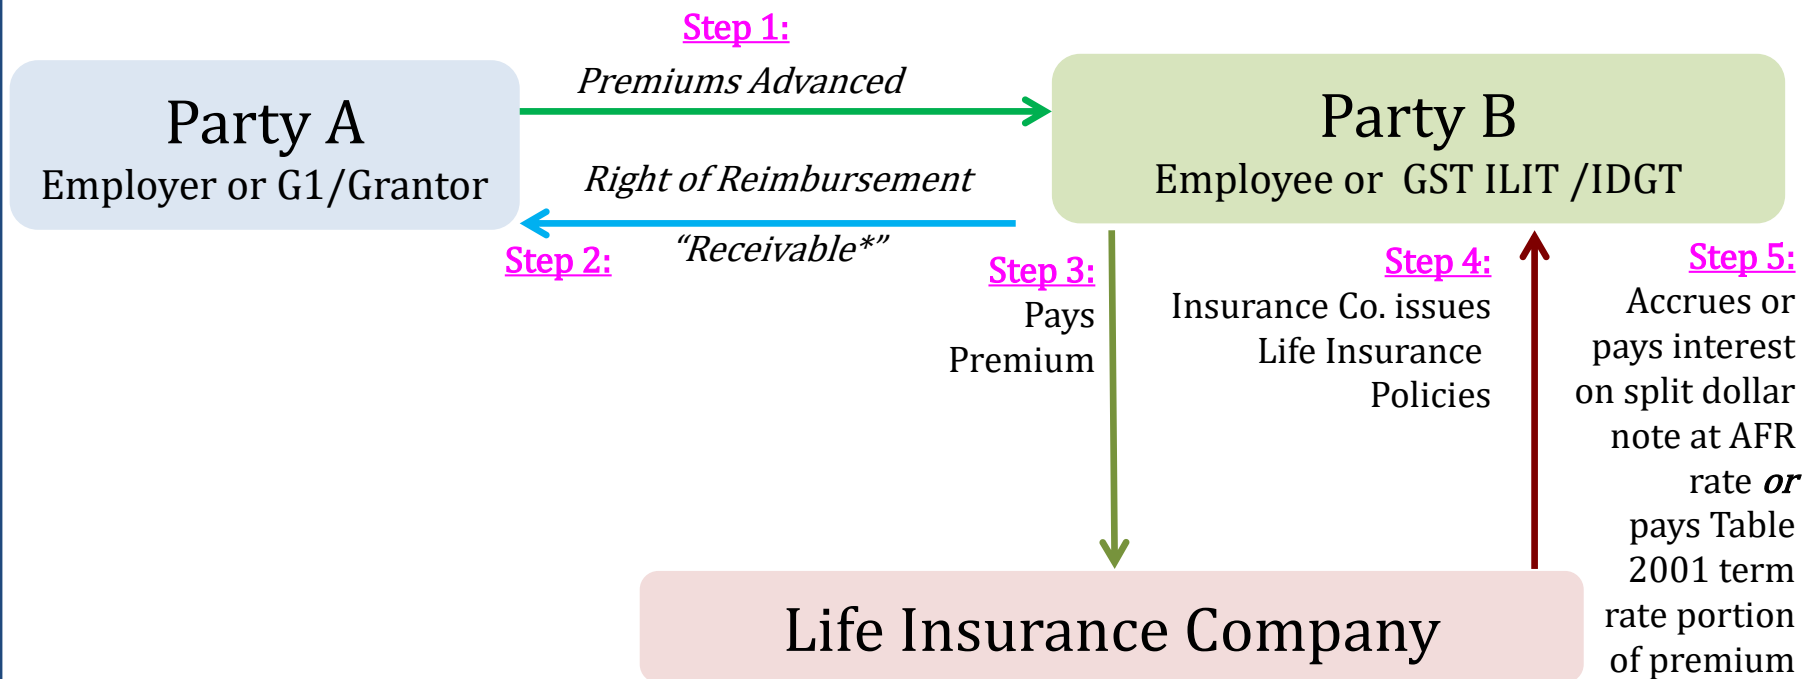 Step 1:
Premiums Advanced
Party A
Employer or G1/Grantor
Party B
Employee or GST ILIT /IDGT
Right of Reimbursement
“Receivable*”
Step 2:
Step 3:
Pays
Premium
Step 4:
Insurance Co. issues
Life Insurance
Policies
Step 5:
Accrues or
pays interest
on split dollar
note at AFR
rate or
pays Table
2001 term
rate portion
of premium
Life Insurance Company